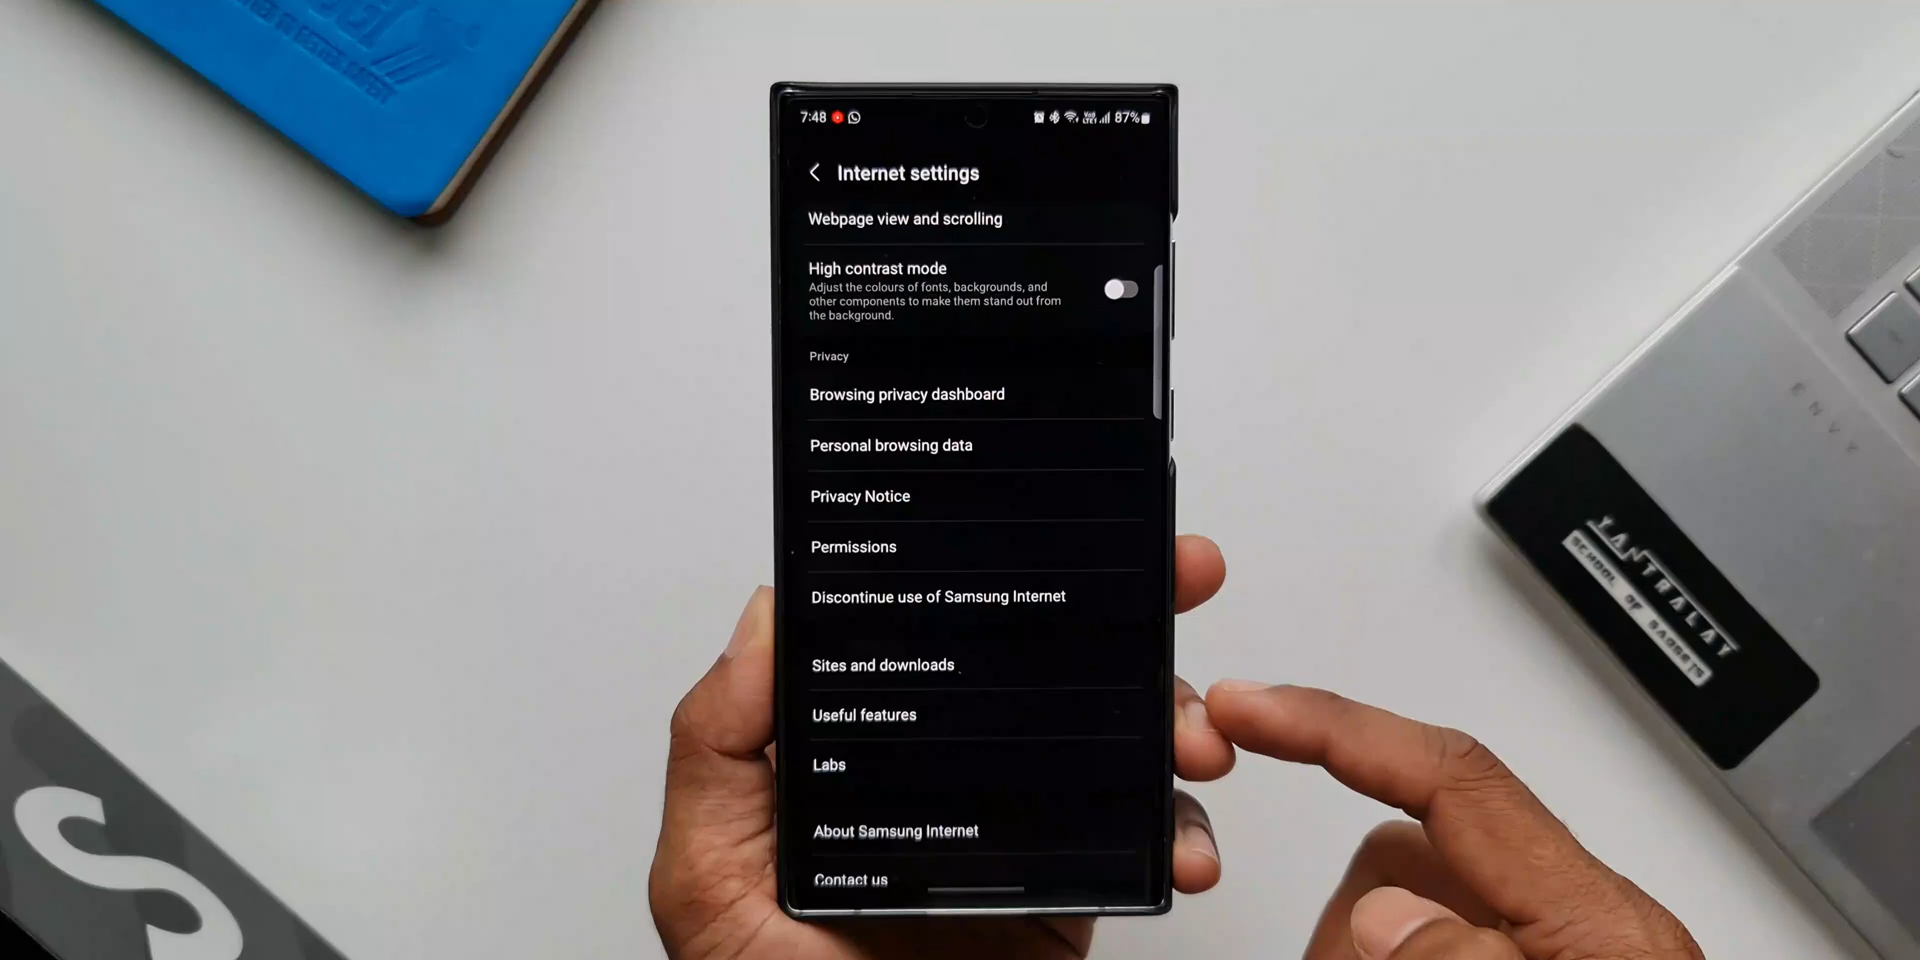 7:48
87%
Internet settings
Webpage view and scrolling
High contrast mode
Adjust the colours of fonts, backgrounds, and
other components to make them stand out from
the background.
Privacy
Browsing privacy dashboard
Personal browsing data
Privacy Notice
Permissions
Discontinue use of Samsung Internet
Sites and downloads
Useful features
Labs
About Samsung Internet
Contact us
ENVY
YANTRALAY
SCHOOL OF GADGETS
S